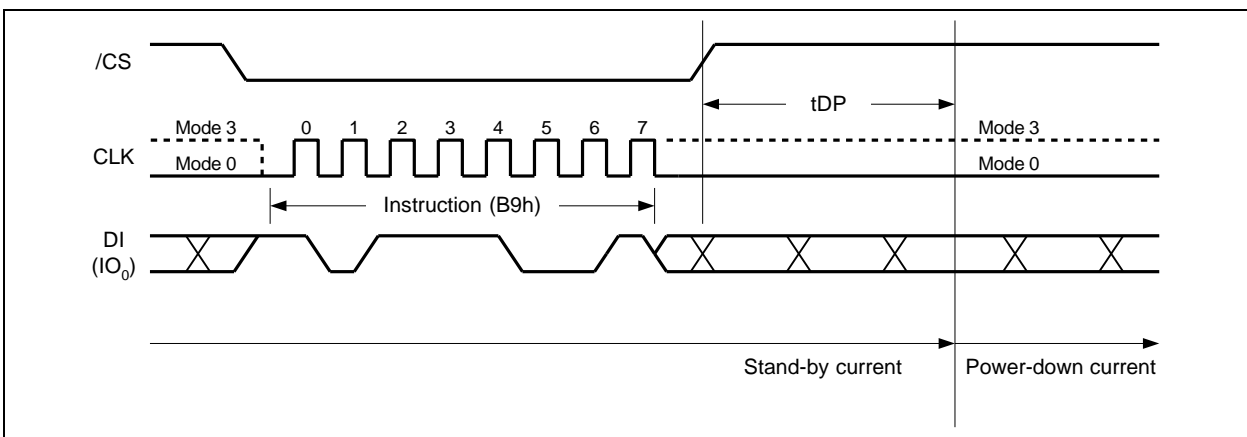 /CS
tDP
Mode 3
0 1 2 3 4 5 6 7
Mode 3
CLK
Mode 0
Mode 0
Instruction (B9h)
DI
(IO₀)
Stand-by current
Power-down current